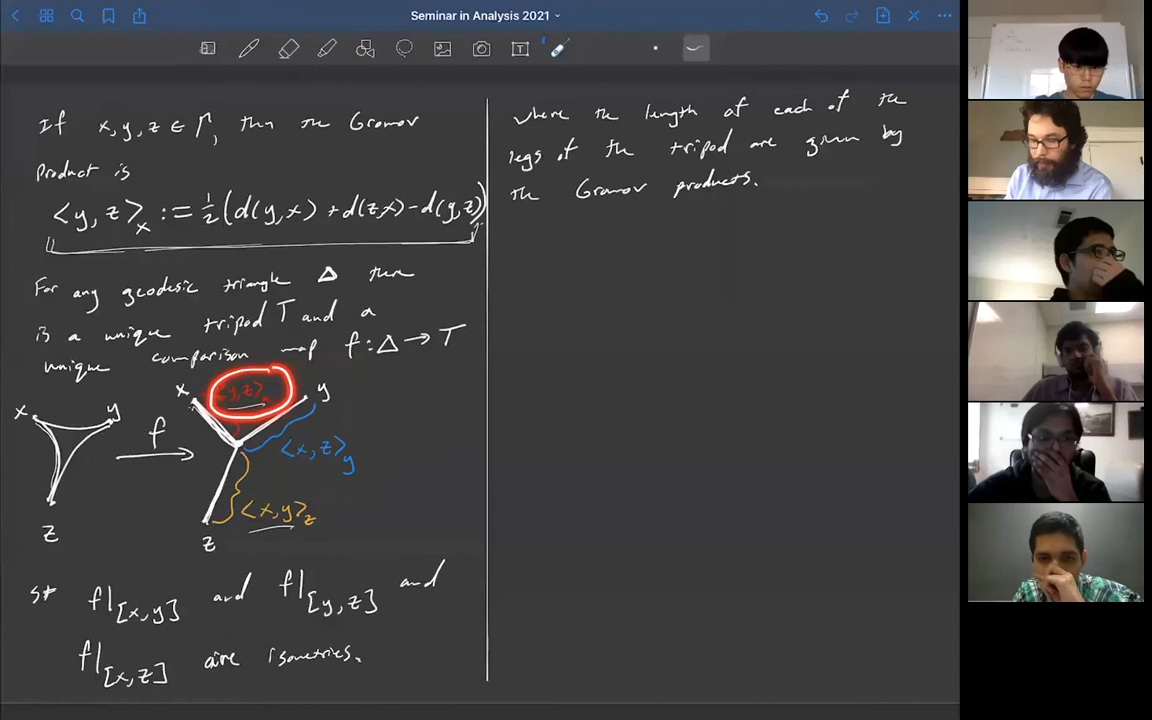 Seminar in Analysis 2021
If x, y, z ∈ Γ, then the Gromov
Product is
<y, z>ₓ := ½(d(y,x) + d(z,x) - d(y,z))
For any geodesic triangle Δ there
is a unique tripod T and a
unique comparison map f : Δ → T
x y z
f
x <y, z>ₓ y
<x, z>_y
<x, y>_z
z
st f|[x,y] and f|[y,z] and
f|[x,z] are isometries.
where the length of each of the
legs of the tripod are given by
the Gromov products.